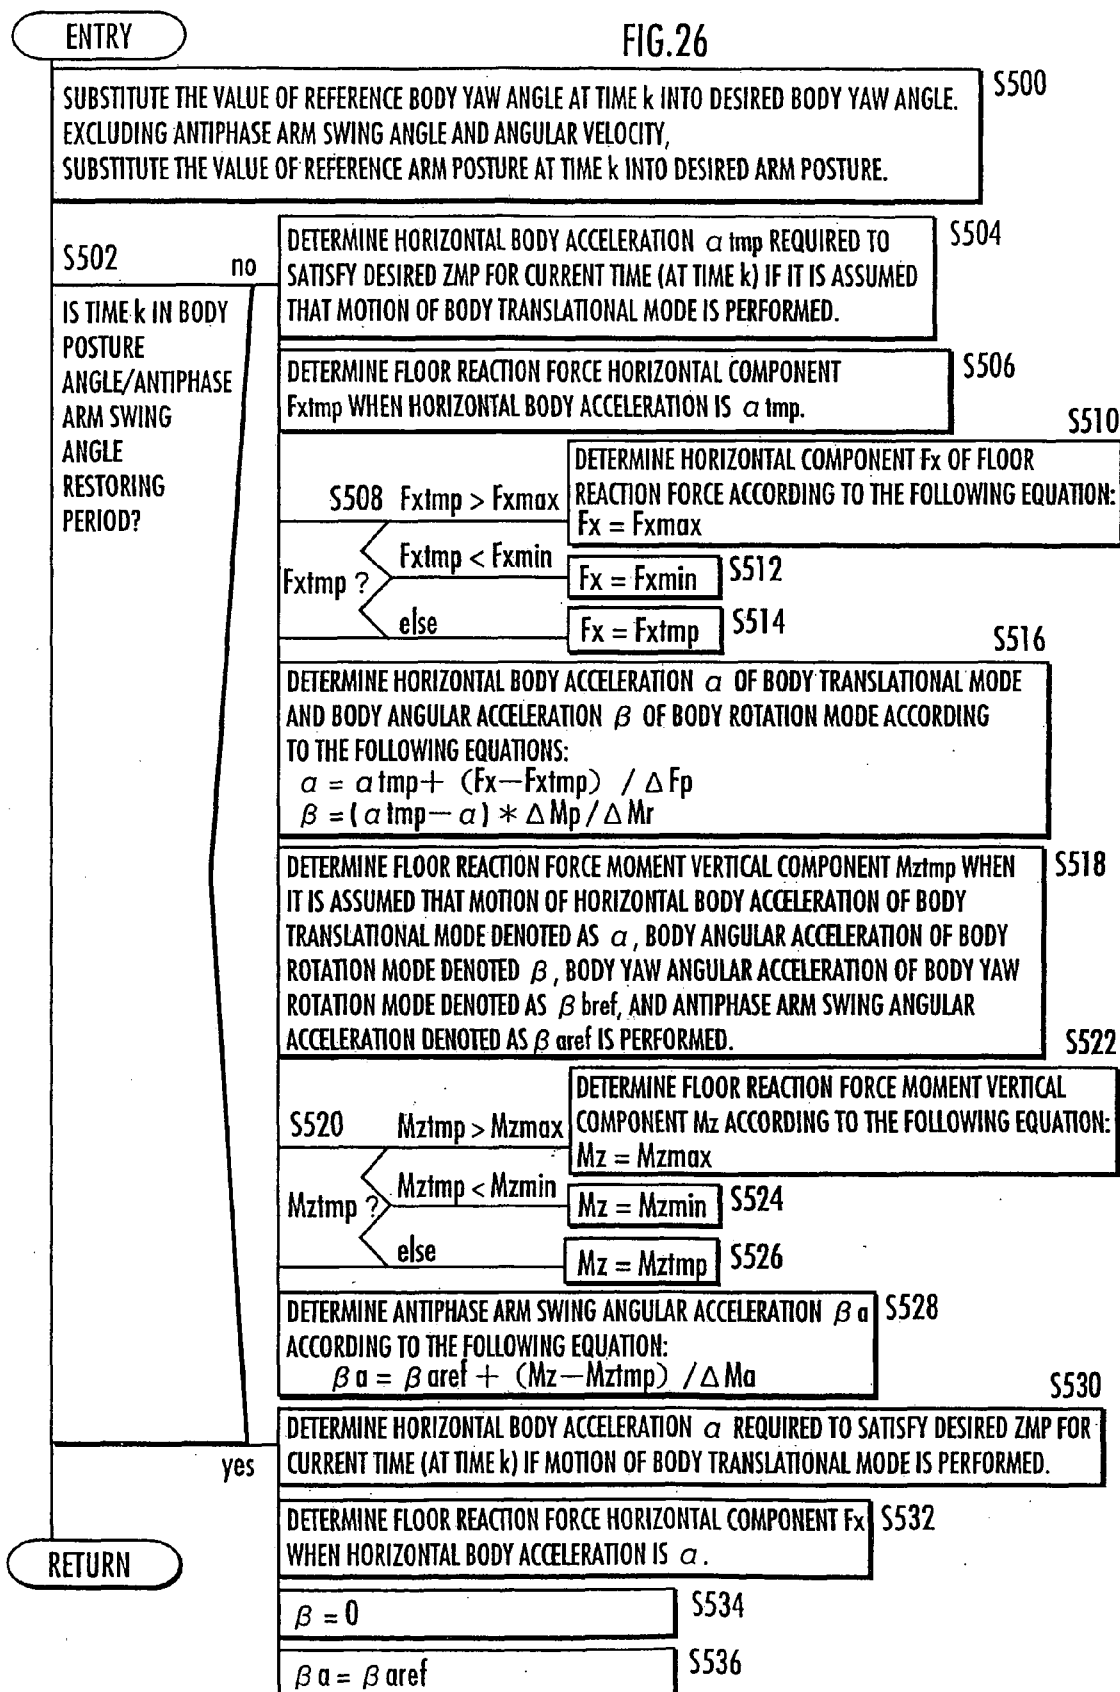 ENTRY
FIG.26
S500
SUBSTITUTE THE VALUE OF REFERENCE BODY YAW ANGLE AT TIME k INTO DESIRED BODY YAW ANGLE.
EXCLUDING ANTIPHASE ARM SWING ANGLE AND ANGULAR VELOCITY,
SUBSTITUTE THE VALUE OF REFERENCE ARM POSTURE AT TIME k INTO DESIRED ARM POSTURE.
S502
no
IS TIME k IN BODY
POSTURE
ANGLE/ANTIPHASE
ARM SWING
ANGLE
RESTORING
PERIOD?
S504
DETERMINE HORIZONTAL BODY ACCELERATION α tmp REQUIRED TO
SATISFY DESIRED ZMP FOR CURRENT TIME (AT TIME k) IF IT IS ASSUMED
THAT MOTION OF BODY TRANSLATIONAL MODE IS PERFORMED.
S506
DETERMINE FLOOR REACTION FORCE HORIZONTAL COMPONENT
Fxtmp WHEN HORIZONTAL BODY ACCELERATION IS α tmp.
S508
Fxtmp ?
Fxtmp > Fxmax
S510
DETERMINE HORIZONTAL COMPONENT Fx OF FLOOR
REACTION FORCE ACCORDING TO THE FOLLOWING EQUATION:
Fx = Fxmax
Fxtmp < Fxmin
Fx = Fxmin
S512
else
Fx = Fxtmp
S514
S516
DETERMINE HORIZONTAL BODY ACCELERATION α OF BODY TRANSLATIONAL MODE
AND BODY ANGULAR ACCELERATION β OF BODY ROTATION MODE ACCORDING
TO THE FOLLOWING EQUATIONS:
α = α tmp+ (Fx−Fxtmp) / Δ Fp
β =(α tmp− α) * Δ Mp / Δ Mr
S518
DETERMINE FLOOR REACTION FORCE MOMENT VERTICAL COMPONENT Mztmp WHEN
IT IS ASSUMED THAT MOTION OF HORIZONTAL BODY ACCELERATION OF BODY
TRANSLATIONAL MODE DENOTED AS α, BODY ANGULAR ACCELERATION OF BODY
ROTATION MODE DENOTED β, BODY YAW ANGULAR ACCELERATION OF BODY YAW
ROTATION MODE DENOTED AS β bref, AND ANTIPHASE ARM SWING ANGULAR
ACCELERATION DENOTED AS β aref IS PERFORMED.
S520
Mztmp ?
Mztmp > Mzmax
S522
DETERMINE FLOOR REACTION FORCE MOMENT VERTICAL
COMPONENT Mz ACCORDING TO THE FOLLOWING EQUATION:
Mz = Mzmax
Mztmp < Mzmin
Mz = Mzmin
S524
else
Mz = Mztmp
S526
S528
DETERMINE ANTIPHASE ARM SWING ANGULAR ACCELERATION β a
ACCORDING TO THE FOLLOWING EQUATION:
β a = β aref + (Mz−Mztmp) / Δ Ma
yes
S530
DETERMINE HORIZONTAL BODY ACCELERATION α REQUIRED TO SATISFY DESIRED ZMP FOR
CURRENT TIME (AT TIME k) IF MOTION OF BODY TRANSLATIONAL MODE IS PERFORMED.
S532
DETERMINE FLOOR REACTION FORCE HORIZONTAL COMPONENT Fx
WHEN HORIZONTAL BODY ACCELERATION IS α.
β = 0
S534
β a = β aref
S536
RETURN